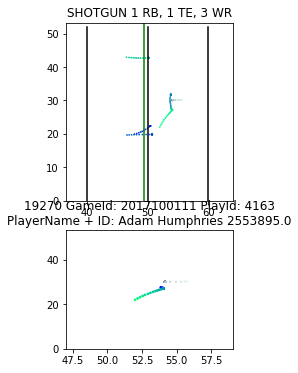 SHOTGUN 1 RB, 1 TE, 3 WR
50
40
30
20
10
0
40 50 60
19270 GameId: 2017100111 PlayId: 4163
PlayerName + ID: Adam Humphries 2553895.0
40
20
0
47.5 50.0 52.5 55.0 57.5